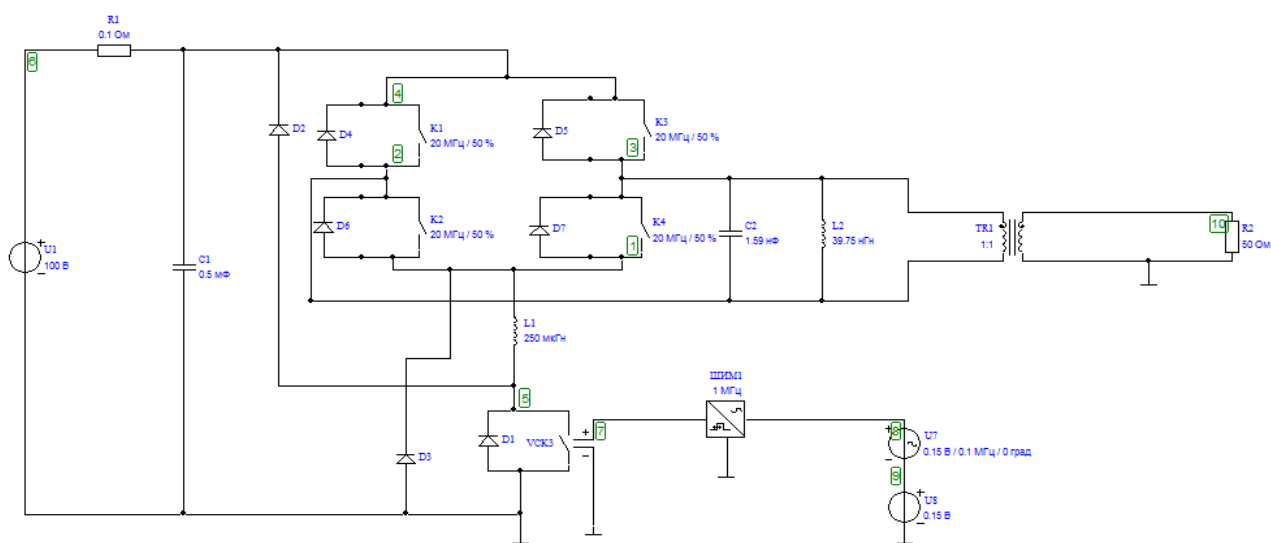 R1
0.1 Ом
6
4
D2
D4
K1
20 МГц / 50 %
2
D5
K3
20 МГц / 50 %
3
D6
K2
20 МГц / 50 %
D7
K4
20 МГц / 50 %
1
C2
1.59 нФ
L2
39.75 нГн
TR1
1:1
10
R2
50 Ом
+
U1
100 В
−
C1
0.5 мФ
L1
250 мкГн
5
D1
VCK3
+
−
7
D3
ШИМ1
1 МГц
+
8
U7
0.15 В / 0.1 МГц / 0 град
−
9
+
U8
0.15 В
−